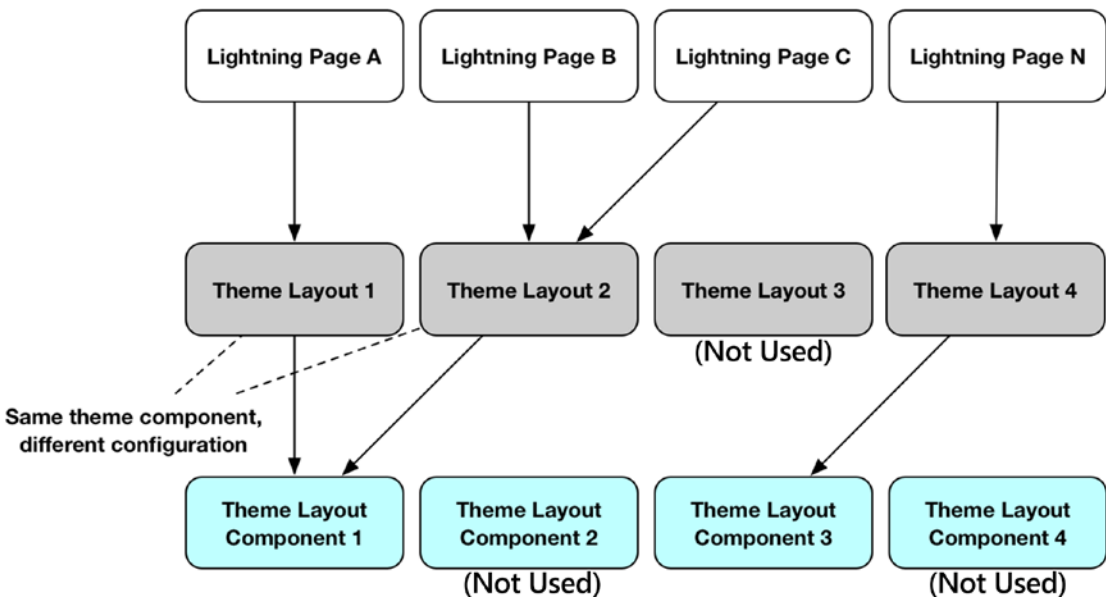 Lightning Page A
Lightning Page B
Lightning Page C
Lightning Page N
Theme Layout 1
Theme Layout 2
Theme Layout 3
Theme Layout 4
(Not Used)
Same theme component,
different configuration
Theme Layout
Component 1
Theme Layout
Component 2
Theme Layout
Component 3
Theme Layout
Component 4
(Not Used)
(Not Used)